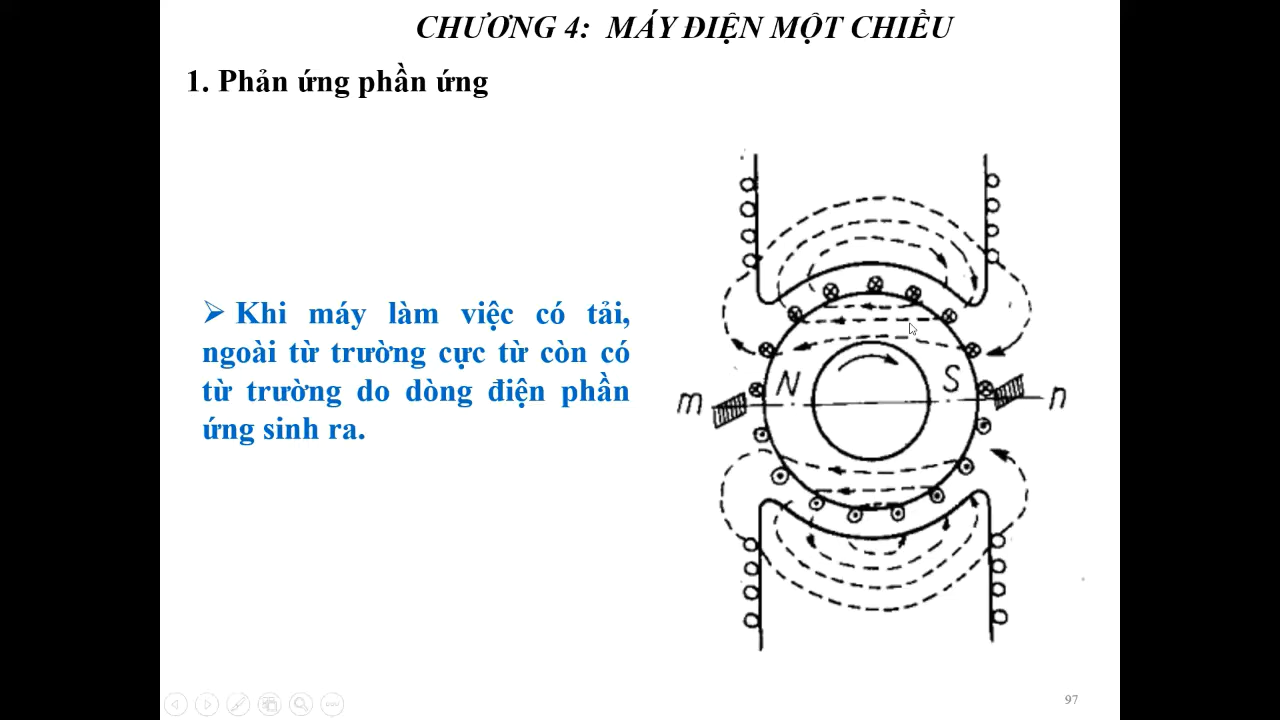 CHƯƠNG 4: MÁY ĐIỆN MỘT CHIỀU
1. Phản ứng phần ứng
➢ Khi máy làm việc có tải,
ngoài từ trường cực từ còn có
từ trường do dòng điện phần
ứng sinh ra.
N
S
m
n
97